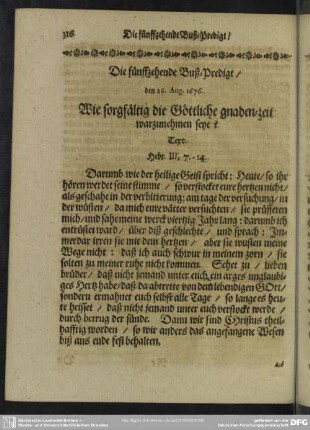 316 Die fünffzehende Buß-Predigt /
Die fünffzehende Buß-Predigt /
den 26. Aug. 1676.
Wie sorgfältig die Göttliche gnaden-zeit
warzunehmen seye?
Text.
Hebr. III, 7.-14.
Darumb wie der heilige Geist spricht: Heute / so ihr
hören werdet seine stimme / so verstocket eure hertzen nicht /
als geschahe in der verbitterung: am tage der versuchung / in
der wüsten / da mich eure vätter versuchten / sie prüffeten
mich / und sahe meine werck viertzig Jahr lang: darumb ich
entrüstet ward / über diß geschlechte / und sprach: Im-
merdar irren sie mit dem hertzen / aber sie wusten meine
Wege nicht: daß ich auch schwur in meinem zorn / sie
solten zu meiner ruhe nicht kommen. Sehet zu / lieben
brüder / daß nicht jemand unter euch ein arges unglaubi-
ges Hertz habe / daß da abtrette von dem lebendigen GOtt /
sondern ermahnet euch selbst alle Tage / so lange es heu-
te heisset / daß nicht jemand unter euch verstocket werde /
durch betrug der sünde. Dann wir sind Christus theil-
hafftig worden / so wir anders das angefangene Wesen
biß ans ende fest behalten.